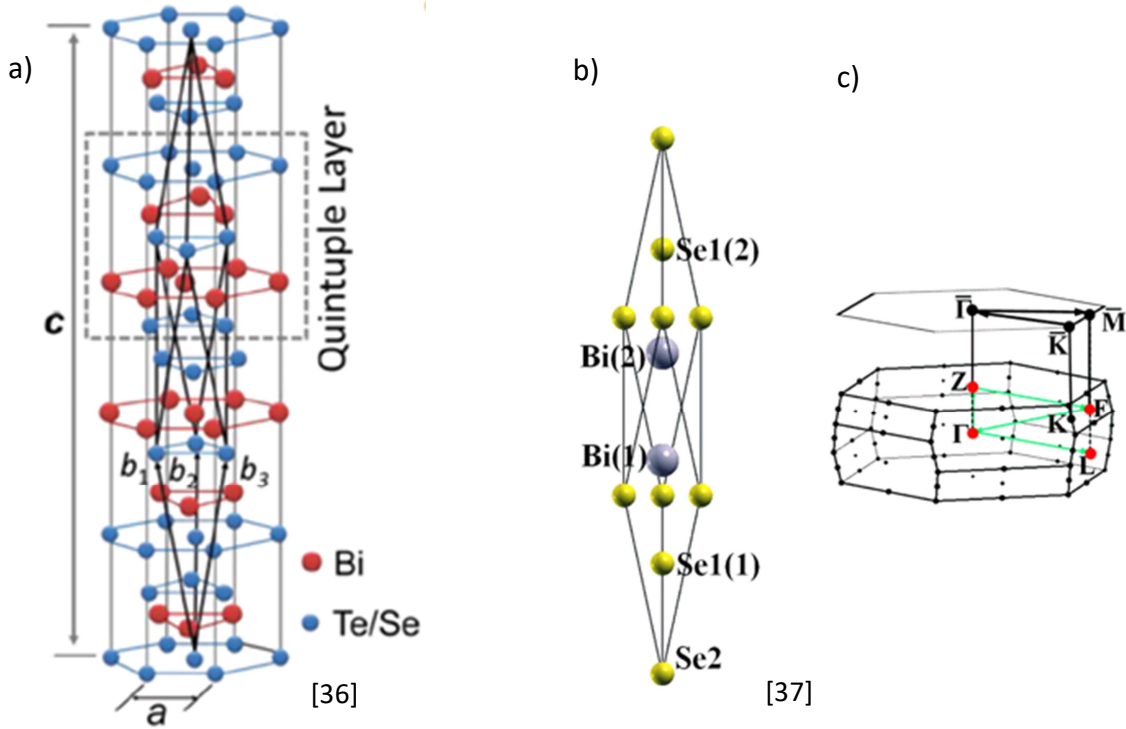 a)
c
Quintuple Layer
b1 b2 b3
Bi
Te/Se
a
[36]
b)
Se1(2)
Bi(2)
Bi(1)
Se1(1)
Se2
[37]
c)
Γ̅
M̅
K̅
Z
F
K
Γ
L